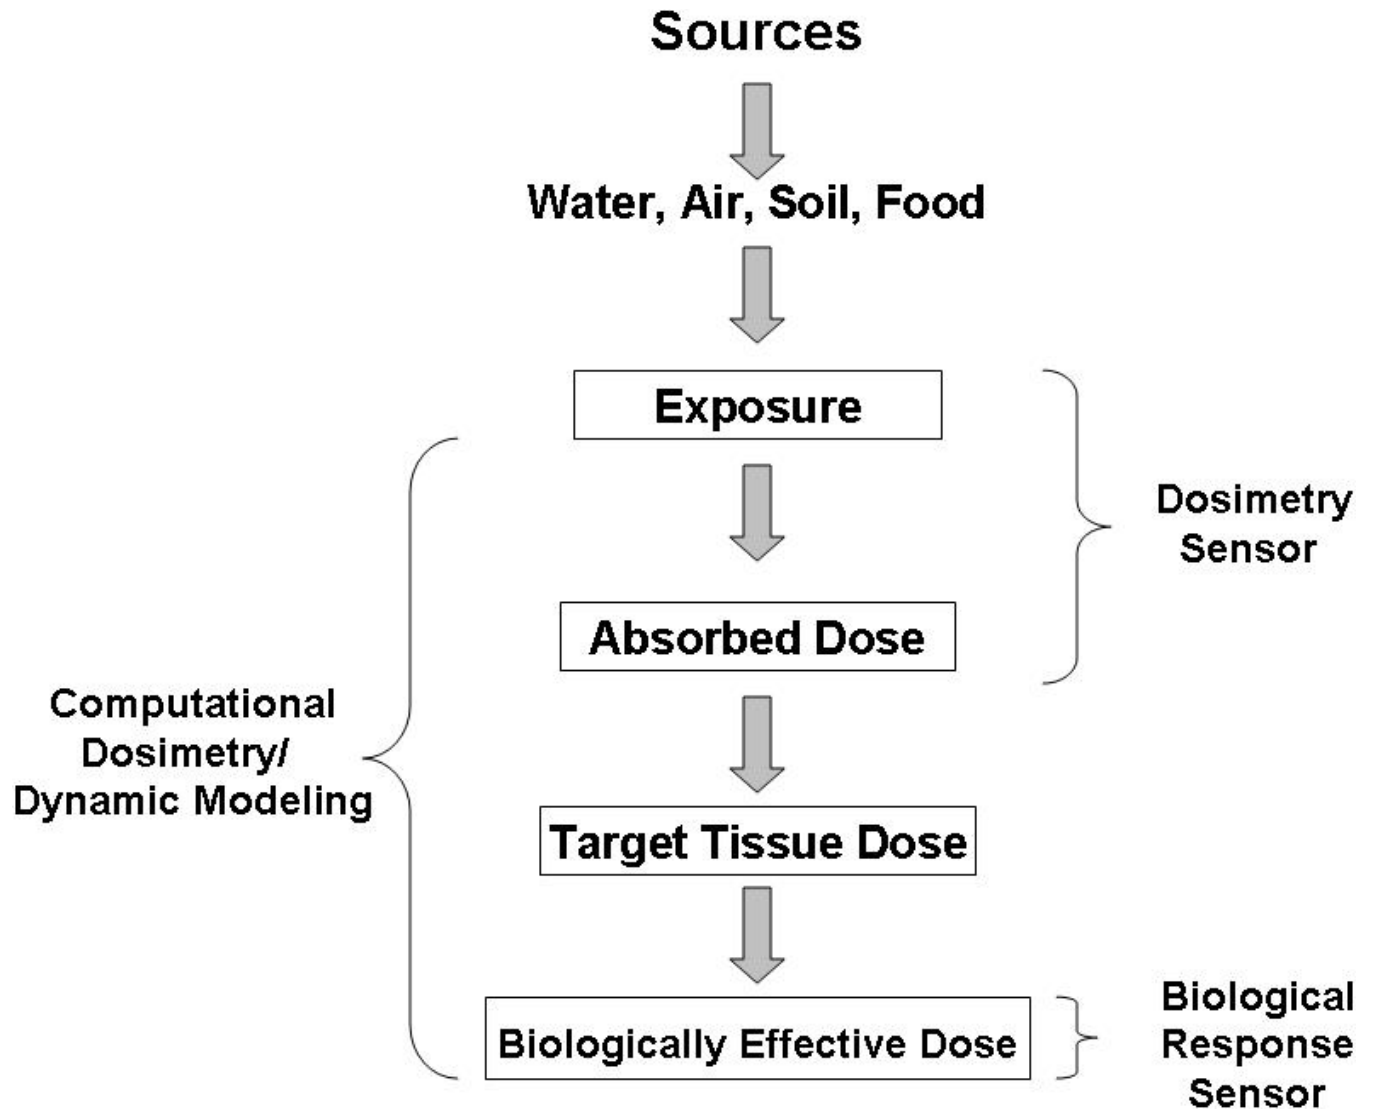 Sources
Water, Air, Soil, Food
Exposure
Dosimetry
Sensor
Absorbed Dose
Computational
Dosimetry/
Dynamic Modeling
Target Tissue Dose
Biologically Effective Dose
Biological
Response
Sensor